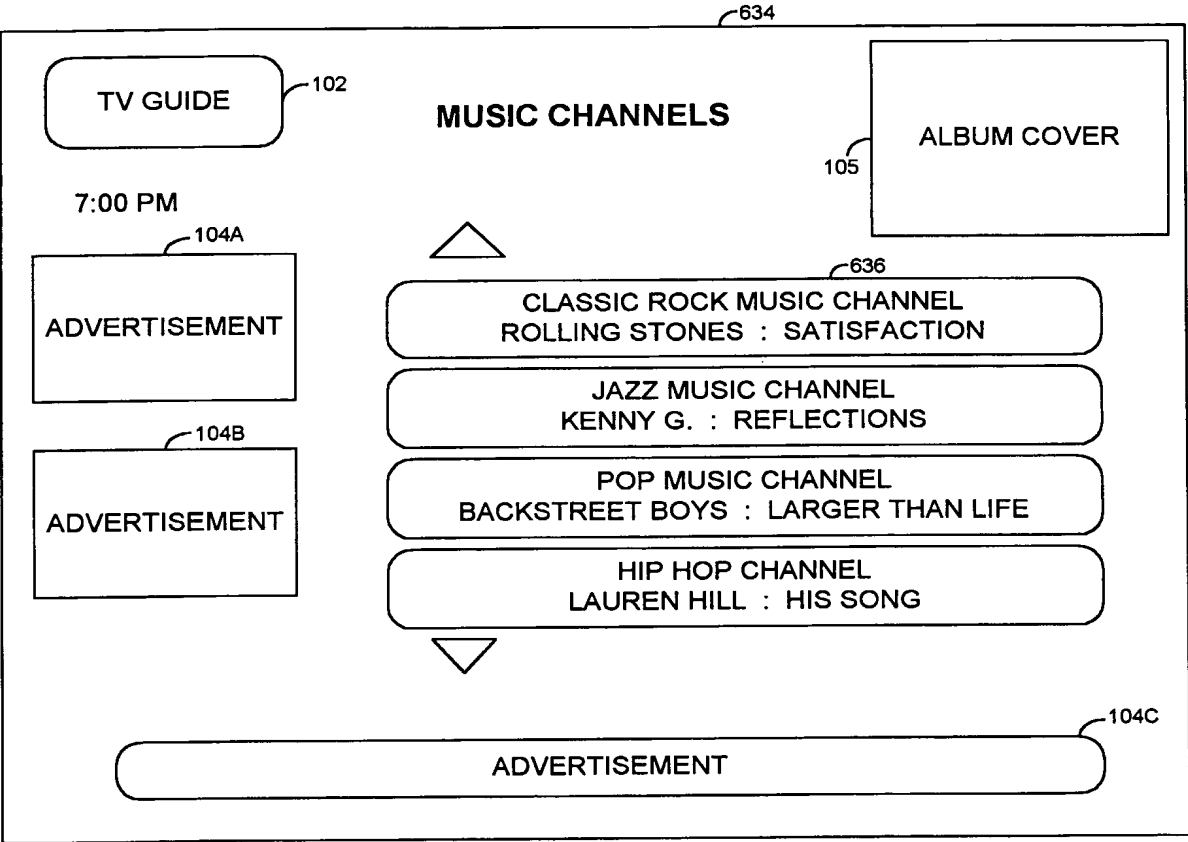 634
TV GUIDE
102
MUSIC CHANNELS
ALBUM COVER
105
7:00 PM
104A
ADVERTISEMENT
636
CLASSIC ROCK MUSIC CHANNEL
ROLLING STONES : SATISFACTION
JAZZ MUSIC CHANNEL
KENNY G. : REFLECTIONS
104B
ADVERTISEMENT
POP MUSIC CHANNEL
BACKSTREET BOYS : LARGER THAN LIFE
HIP HOP CHANNEL
LAUREN HILL : HIS SONG
104C
ADVERTISEMENT